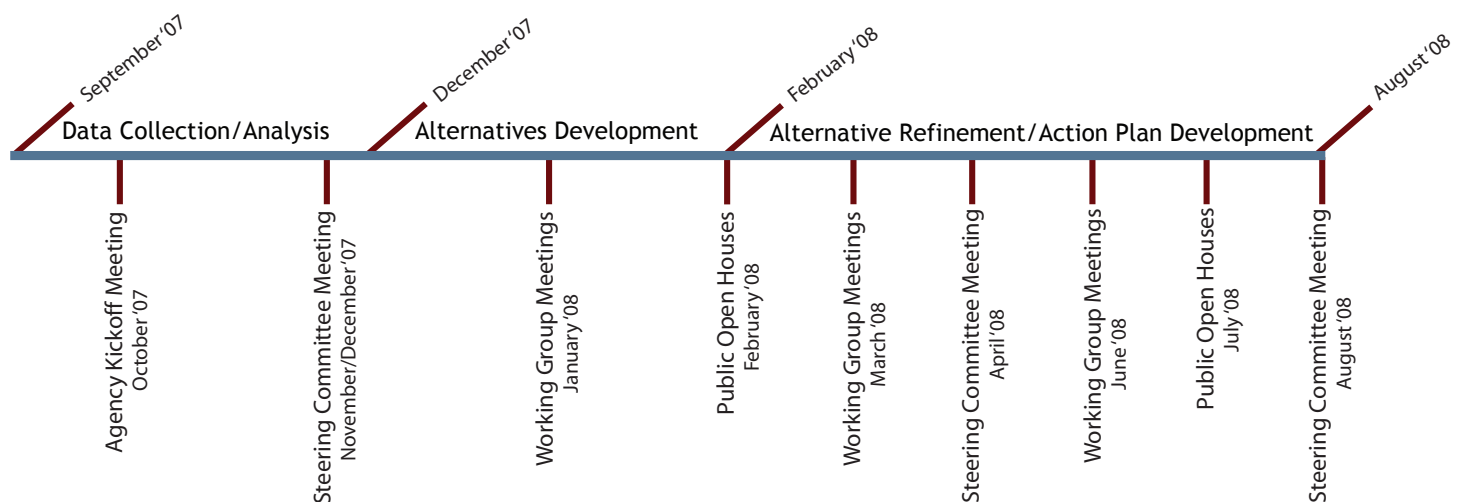 September‘07
December‘07
February‘08
August‘08
Data Collection/Analysis
Alternatives Development
Alternative Refinement/Action Plan Development
Agency Kickoff Meeting
October‘07
Steering Committee Meeting
November/December‘07
Working Group Meetings
January‘08
Public Open Houses
February‘08
Working Group Meetings
March ‘08
Steering Committee Meeting
April ‘08
Working Group Meetings
June ‘08
Public Open Houses
July ‘08
Steering Committee Meeting
August ‘08